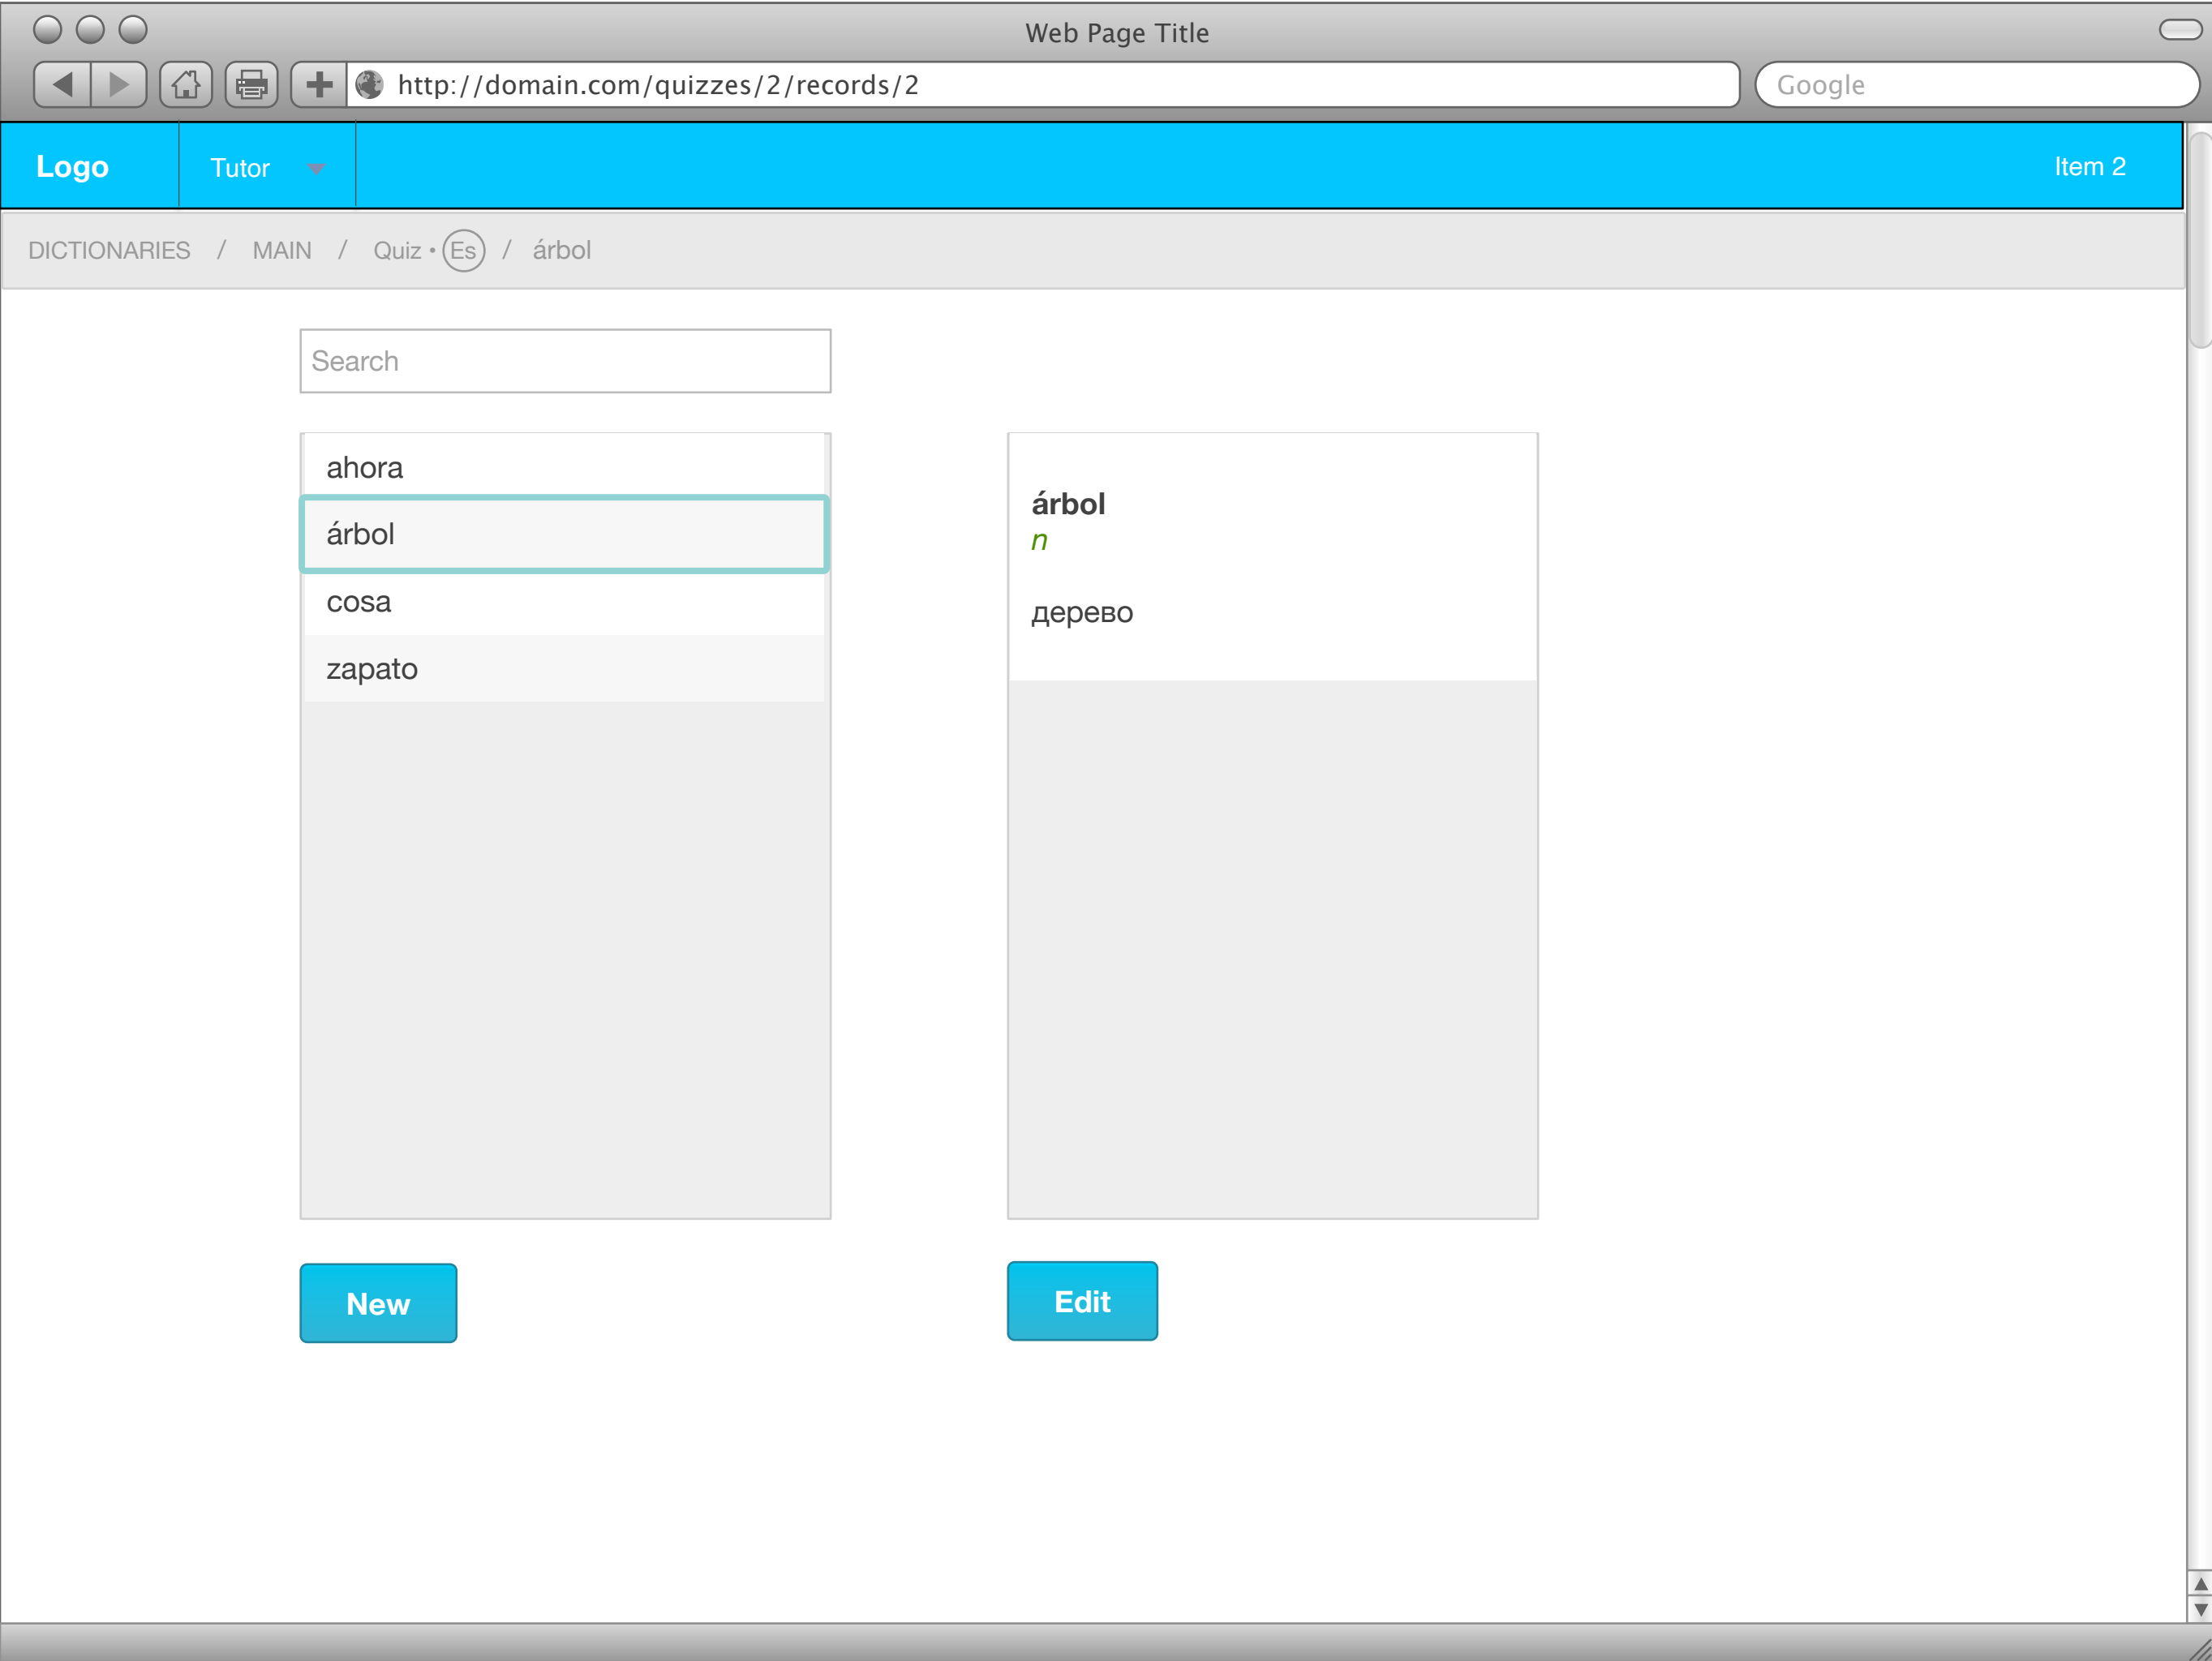 Web Page Title
http://domain.com/quizzes/2/records/2
Google
Logo
Tutor
Item 2
DICTIONARIES / MAIN / Quiz • Es / árbol
Search
ahora
árbol
cosa
zapato
árbol
n
дерево
New
Edit